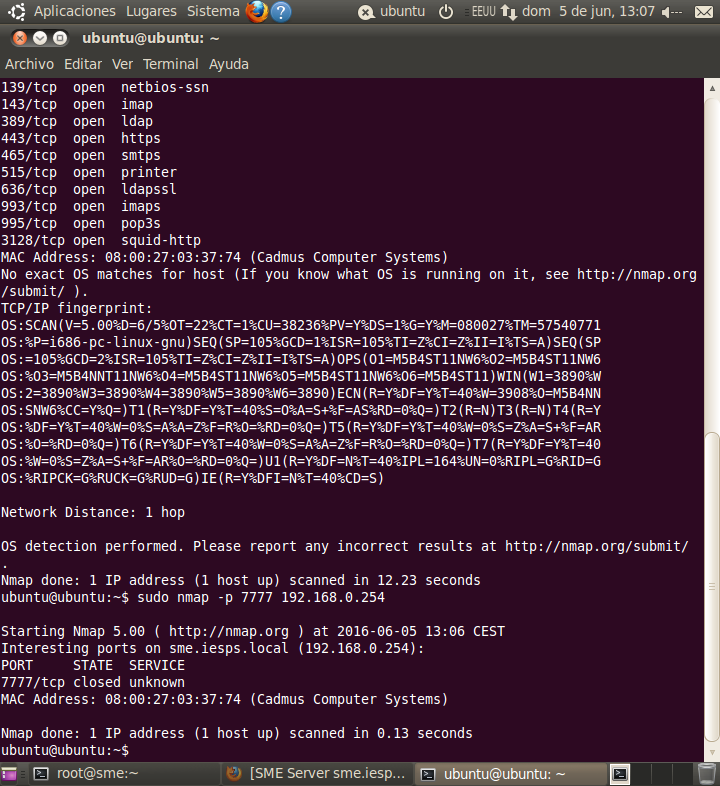 Aplicaciones Lugares Sistema ubuntu EEUU dom 5 de jun, 13:07
ubuntu@ubuntu: ~
Archivo Editar Ver Terminal Ayuda
139/tcp open netbios-ssn
143/tcp open imap
389/tcp open ldap
443/tcp open https
465/tcp open smtps
515/tcp open printer
636/tcp open ldapssl
993/tcp open imaps
995/tcp open pop3s
3128/tcp open squid-http
MAC Address: 08:00:27:03:37:74 (Cadmus Computer Systems)
No exact OS matches for host (If you know what OS is running on it, see http://nmap.org
/submit/ ).
TCP/IP fingerprint:
OS:SCAN(V=5.00%D=6/5%OT=22%CT=1%CU=38236%PV=Y%DS=1%G=Y%M=080027%TM=57540771
OS:%P=i686-pc-linux-gnu)SEQ(SP=105%GCD=1%ISR=105%TI=Z%CI=Z%II=I%TS=A)SEQ(SP
OS:=105%GCD=2%ISR=105%TI=Z%CI=Z%II=I%TS=A)OPS(O1=M5B4ST11NW6%O2=M5B4ST11NW6
OS:%O3=M5B4NNT11NW6%O4=M5B4ST11NW6%O5=M5B4ST11NW6%O6=M5B4ST11)WIN(W1=3890%W
OS:2=3890%W3=3890%W4=3890%W5=3890%W6=3890)ECN(R=Y%DF=Y%T=40%W=3908%O=M5B4NN
OS:SNW6%CC=Y%Q=)T1(R=Y%DF=Y%T=40%S=O%A=S+%F=AS%RD=0%Q=)T2(R=N)T3(R=N)T4(R=Y
OS:%DF=Y%T=40%W=0%S=A%A=Z%F=R%O=%RD=0%Q=)T5(R=Y%DF=Y%T=40%W=0%S=Z%A=S+%F=AR
OS:%O=%RD=0%Q=)T6(R=Y%DF=Y%T=40%W=0%S=A%A=Z%F=R%O=%RD=0%Q=)T7(R=Y%DF=Y%T=40
OS:%W=0%S=Z%A=S+%F=AR%O=%RD=0%Q=)U1(R=Y%DF=N%T=40%IPL=164%UN=0%RIPL=G%RID=G
OS:%RIPCK=G%RUCK=G%RUD=G)IE(R=Y%DFI=N%T=40%CD=S)
Network Distance: 1 hop
OS detection performed. Please report any incorrect results at http://nmap.org/submit/
.
Nmap done: 1 IP address (1 host up) scanned in 12.23 seconds
ubuntu@ubuntu:~$ sudo nmap -p 7777 192.168.0.254
Starting Nmap 5.00 ( http://nmap.org ) at 2016-06-05 13:06 CEST
Interesting ports on sme.iesps.local (192.168.0.254):
PORT STATE SERVICE
7777/tcp closed unknown
MAC Address: 08:00:27:03:37:74 (Cadmus Computer Systems)
Nmap done: 1 IP address (1 host up) scanned in 0.13 seconds
ubuntu@ubuntu:~$
root@sme:~ [SME Server sme.iesp... ubuntu@ubuntu: ~